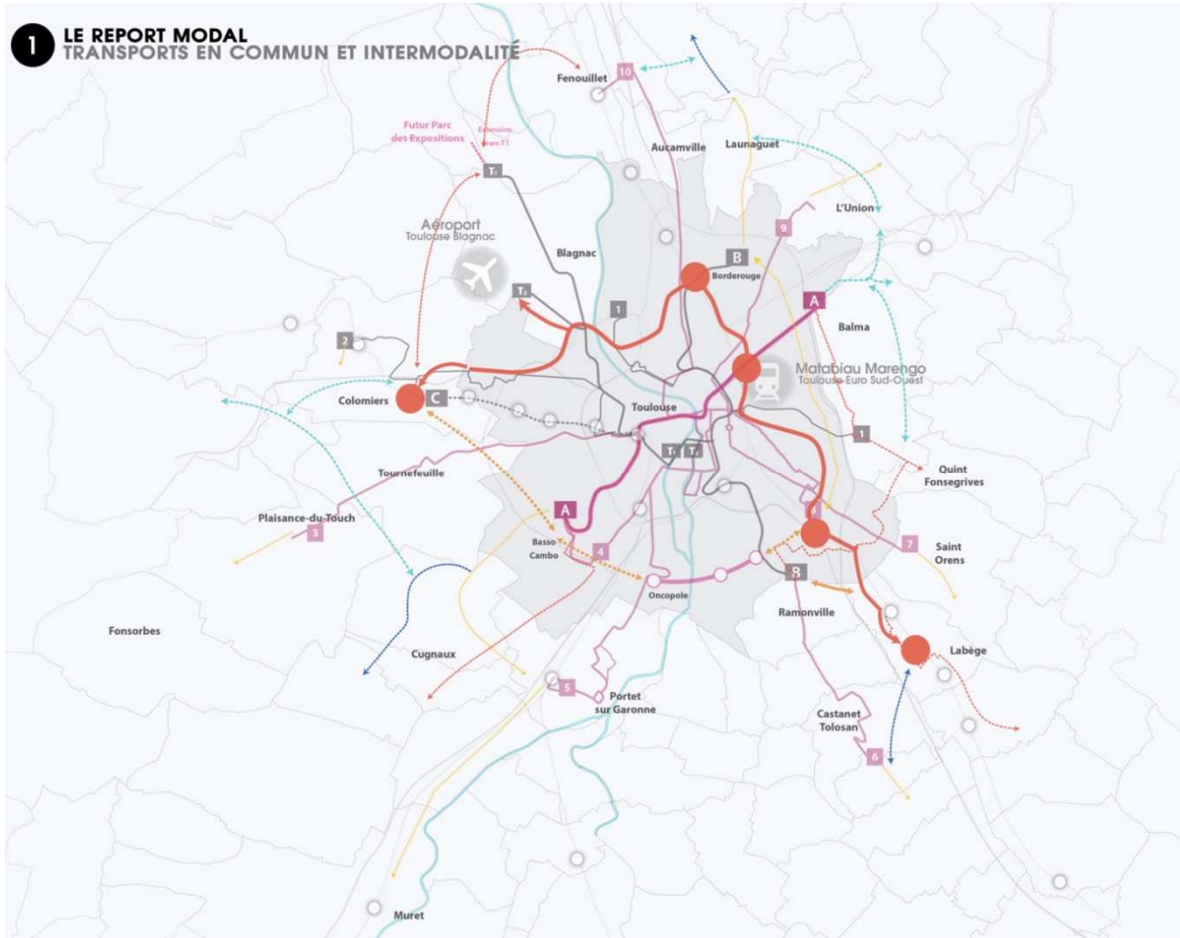 1
LE REPORT MODAL
TRANSPORTS EN COMMUN ET INTERMODALITÉ
Fenouillet
10
Futur Parc
des Expositions
Extension
Tram T1
Aucamville
Launaguet
T1
L'Union
9
Aéroport
Toulouse Blagnac
Blagnac
B
Borderouge
T2
1
A
Balma
2
Matabiau Marengo
Toulouse Euro Sud-Ouest
Colomiers
C
Toulouse
1
Tournefeuille
Quint
Fonsegrives
Plaisance-du-Touch
3
A
8
Basso
Cambo
4
7
Saint
Orens
B
Oncopole
Ramonville
Fonsorbes
Cugnaux
Labège
5
Portet
sur Garonne
Castanet
Tolosan
6
Muret